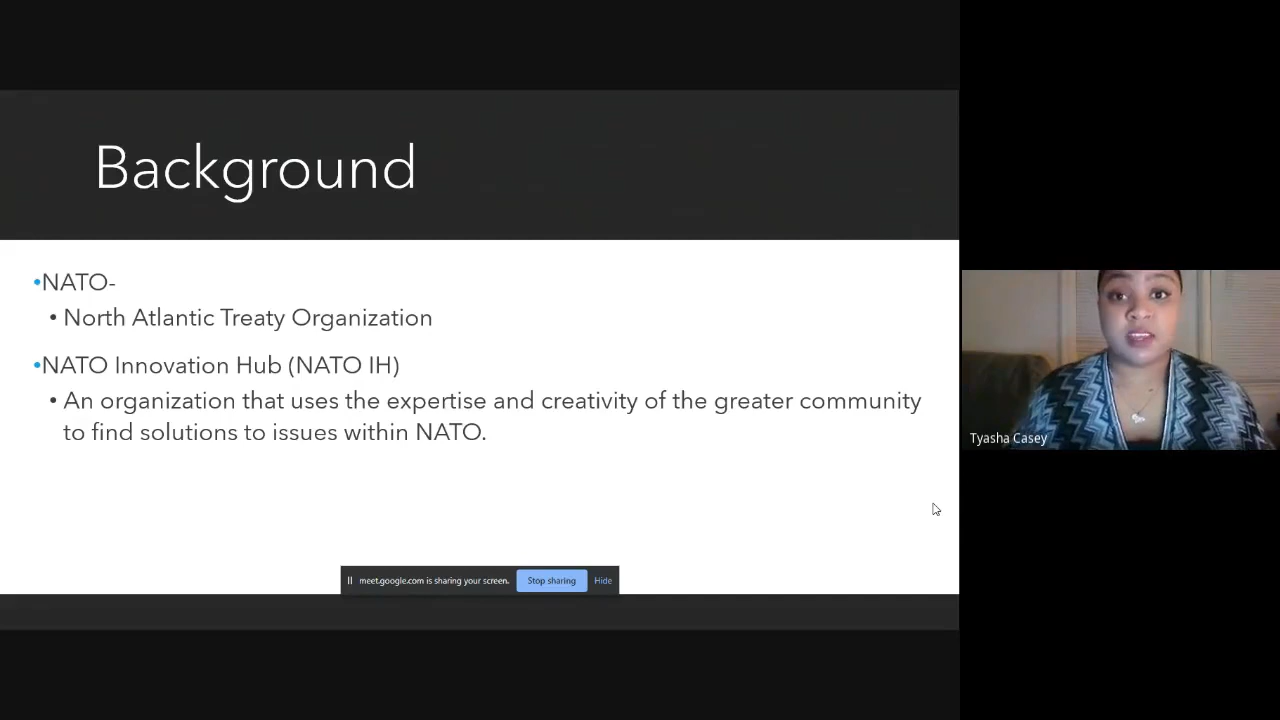 Background
•NATO-
• North Atlantic Treaty Organization
•NATO Innovation Hub (NATO IH)
• An organization that uses the expertise and creativity of the greater community
to find solutions to issues within NATO.
meet.google.com is sharing your screen. Stop sharing Hide
Tyasha Casey